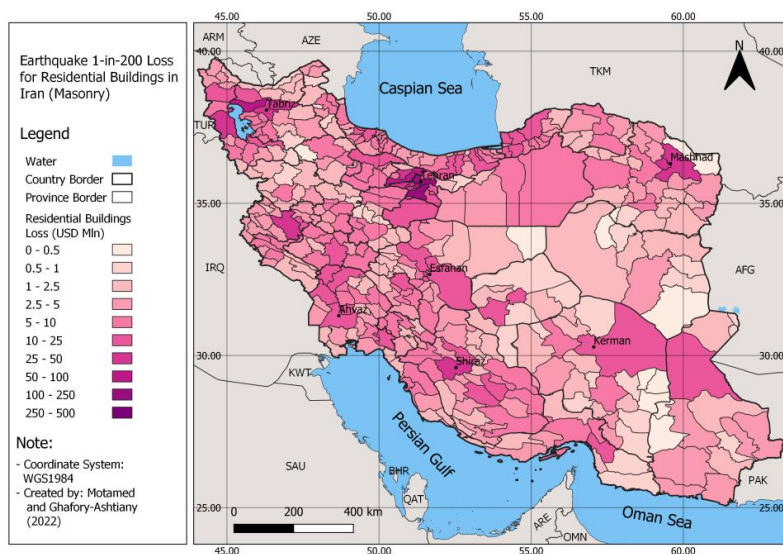 Earthquake 1-in-200 Loss
for Residential Buildings in
Iran (Masonry)
Legend
Water
Country Border
Province Border
Residential Buildings
Loss (USD Mln)
0 - 0.5
0.5 - 1
1 - 2.5
2.5 - 5
5 - 10
10 - 25
25 - 50
50 - 100
100 - 250
250 - 500
Note:
- Coordinate System:
WGS1984
- Created by: Motamed
and Ghafory-Ashtiany
(2022)
45.00 50.00 55.00 60.00
40.00 40.00
ARM AZE TKM N
Caspian Sea
TUR Tabriz
Mashhad
Tehran
35.00 35.00
IRQ Esfahan AFG
Ahvaz
Kerman
30.00 30.00
Shiraz
KWT
Persian Gulf
SAU BHR PAK
QAT
25.00 25.00
ARE Oman Sea
0 200 400 km
OMN
45.00 50.00 55.00 60.00